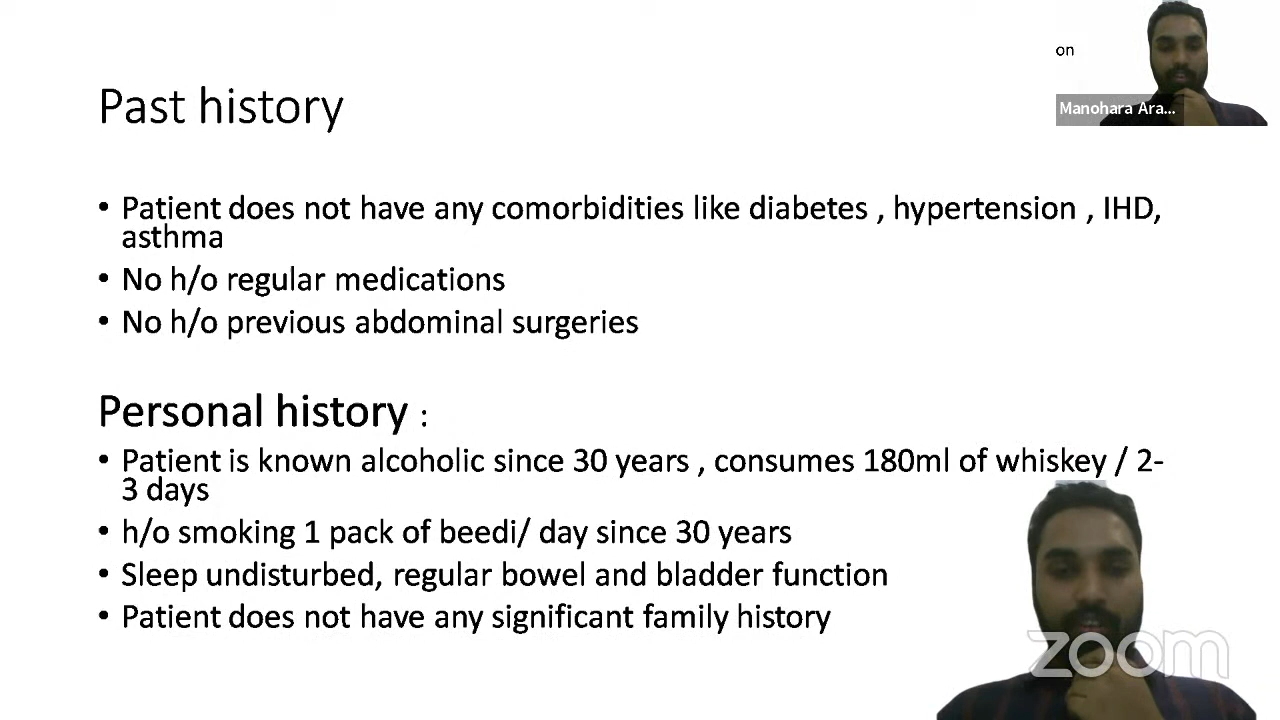 on
Manohara Ara...
Past history
• Patient does not have any comorbidities like diabetes , hypertension , IHD,
asthma
• No h/o regular medications
• No h/o previous abdominal surgeries
Personal history :
• Patient is known alcoholic since 30 years , consumes 180ml of whiskey / 2-
3 days
• h/o smoking 1 pack of beedi/ day since 30 years
• Sleep undisturbed, regular bowel and bladder function
• Patient does not have any significant family history
zoom